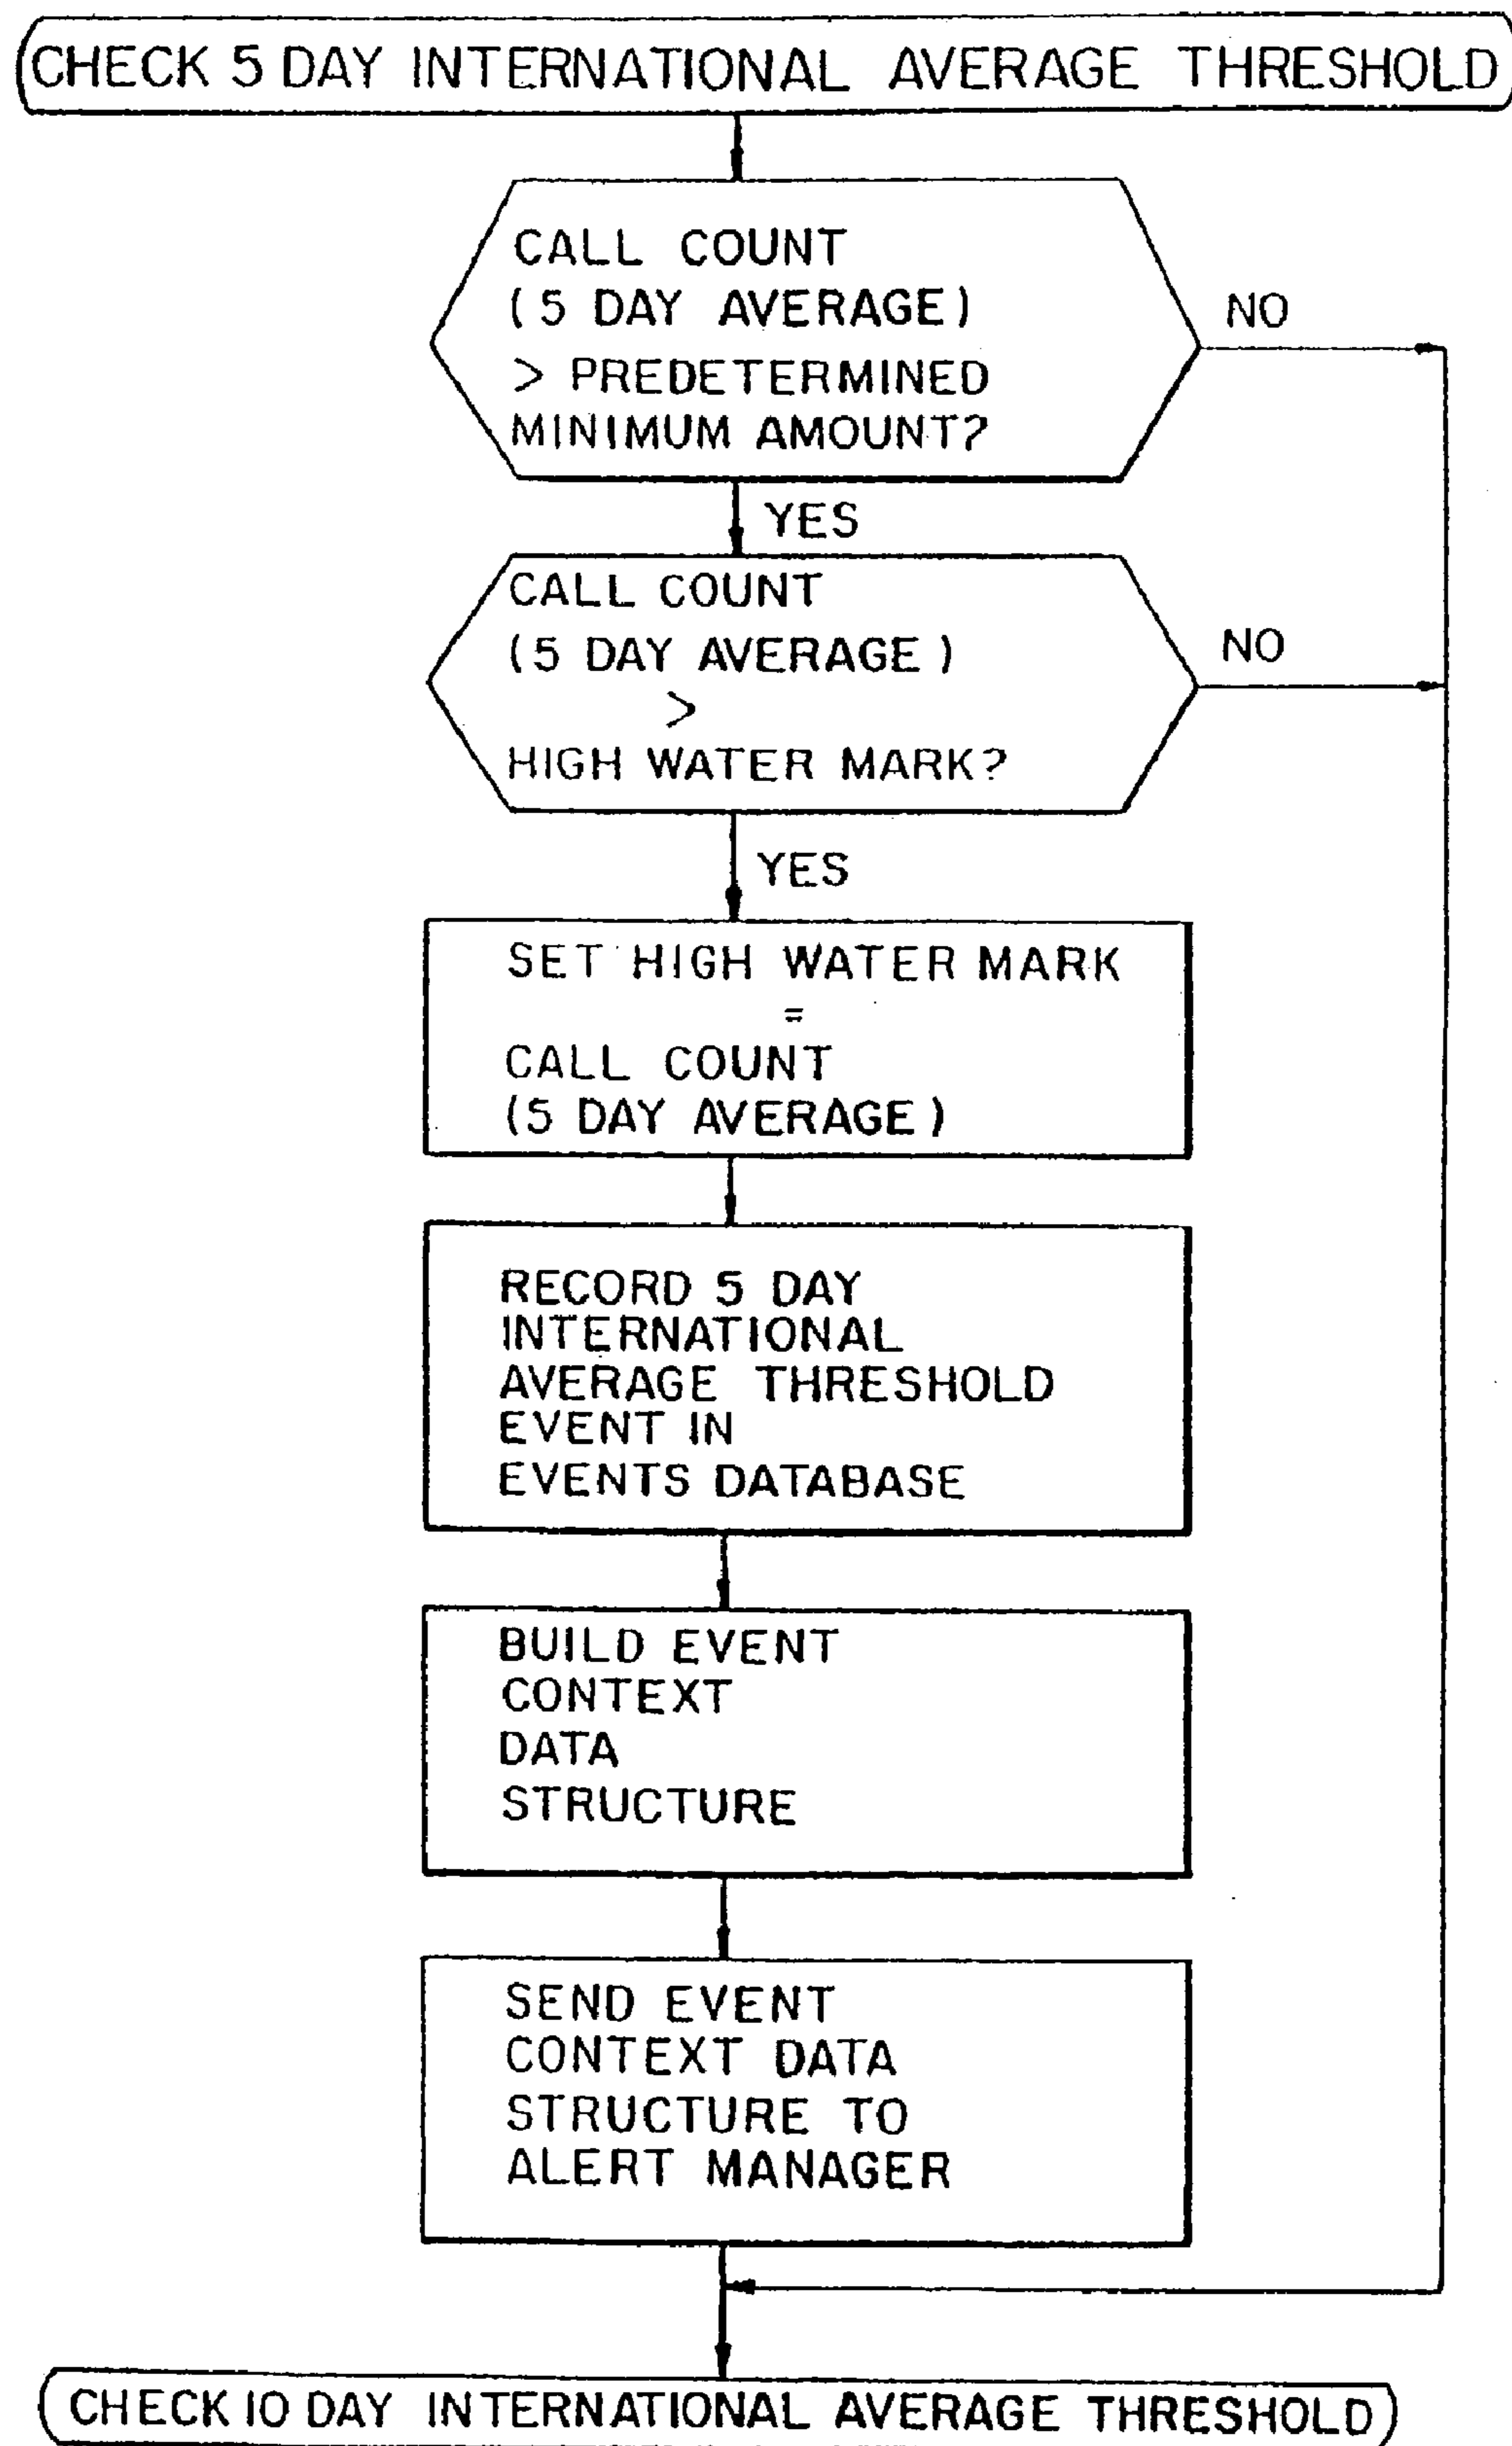 CHECK 5 DAY INTERNATIONAL AVERAGE THRESHOLD
CALL COUNT
(5 DAY AVERAGE)
> PREDETERMINED
MINIMUM AMOUNT?
NO
YES
CALL COUNT
(5 DAY AVERAGE)
>
HIGH WATER MARK?
NO
YES
SET HIGH WATER MARK
=
CALL COUNT
(5 DAY AVERAGE)
RECORD 5 DAY
INTERNATIONAL
AVERAGE THRESHOLD
EVENT IN
EVENTS DATABASE
BUILD EVENT
CONTEXT
DATA
STRUCTURE
SEND EVENT
CONTEXT DATA
STRUCTURE TO
ALERT MANAGER
CHECK 10 DAY INTERNATIONAL AVERAGE THRESHOLD